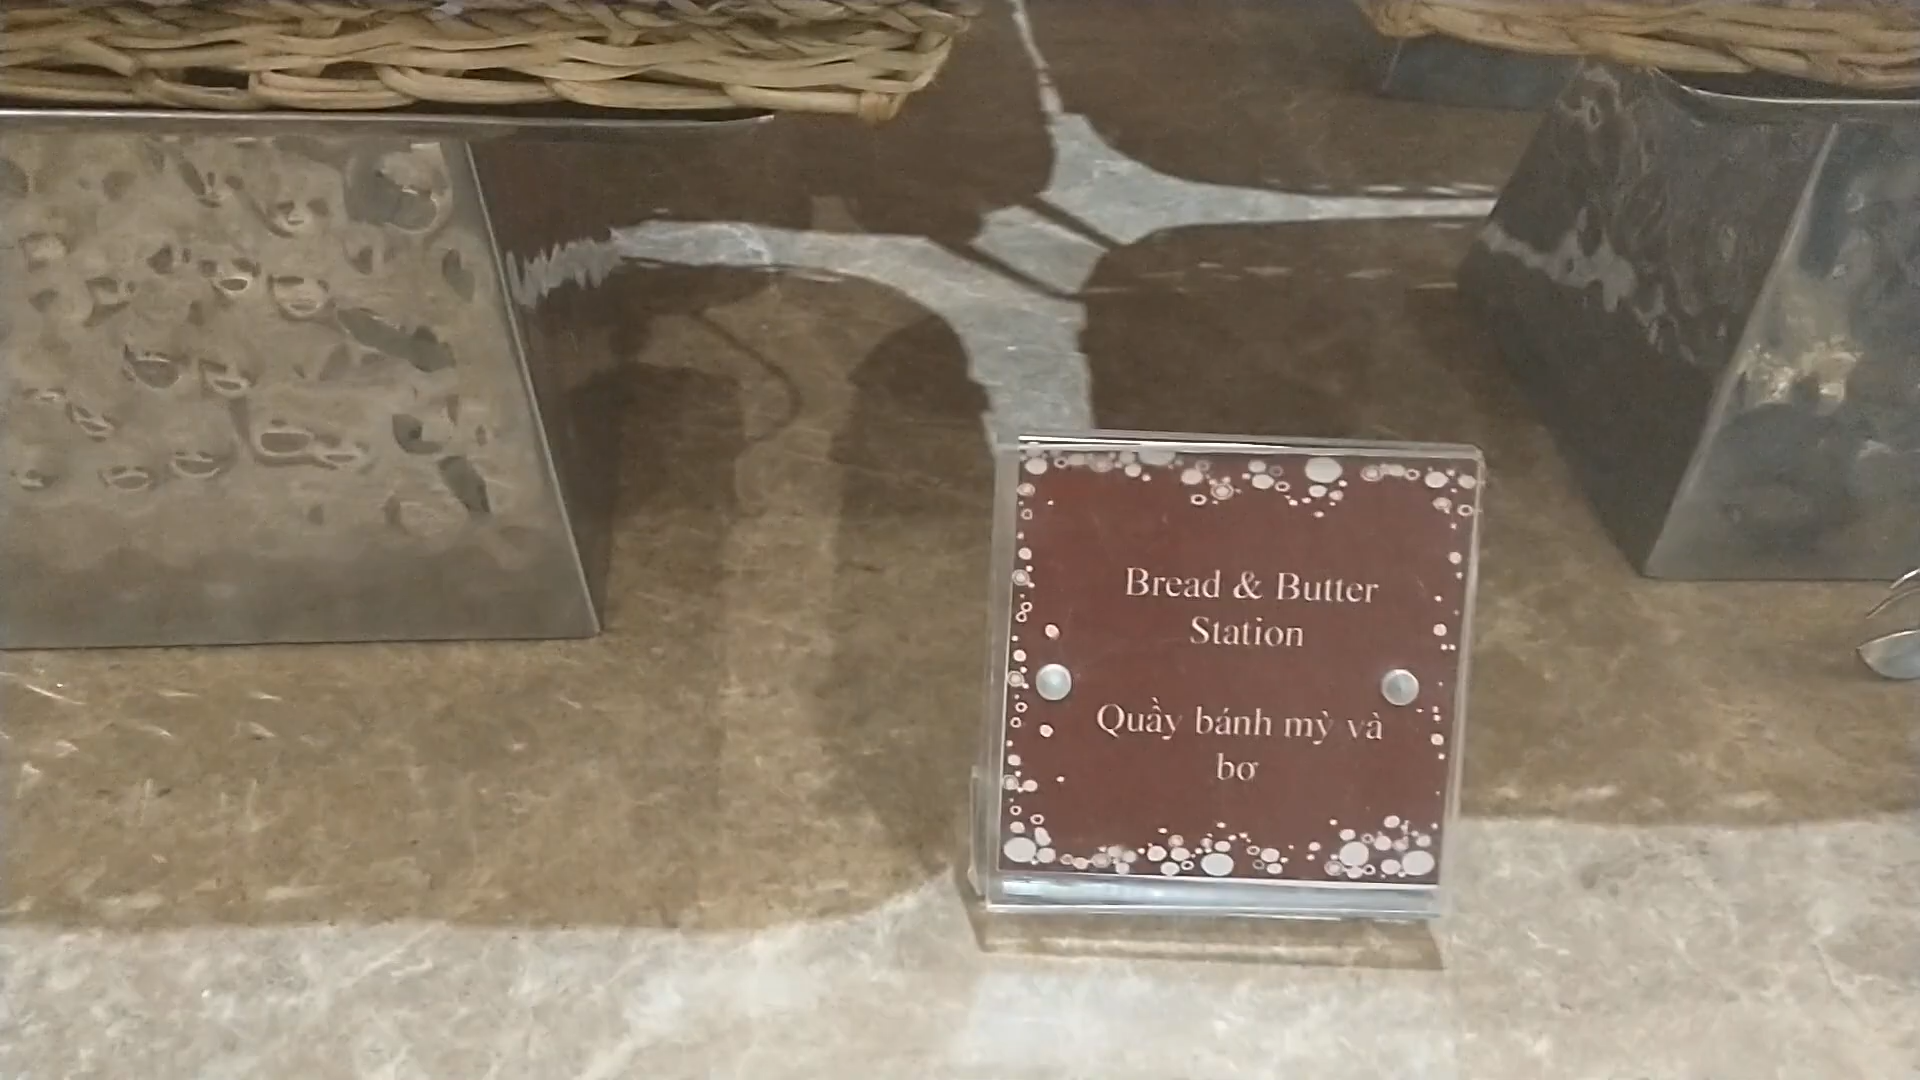 Bread & Butter
Station
Quầy bánh mỳ và
bơ